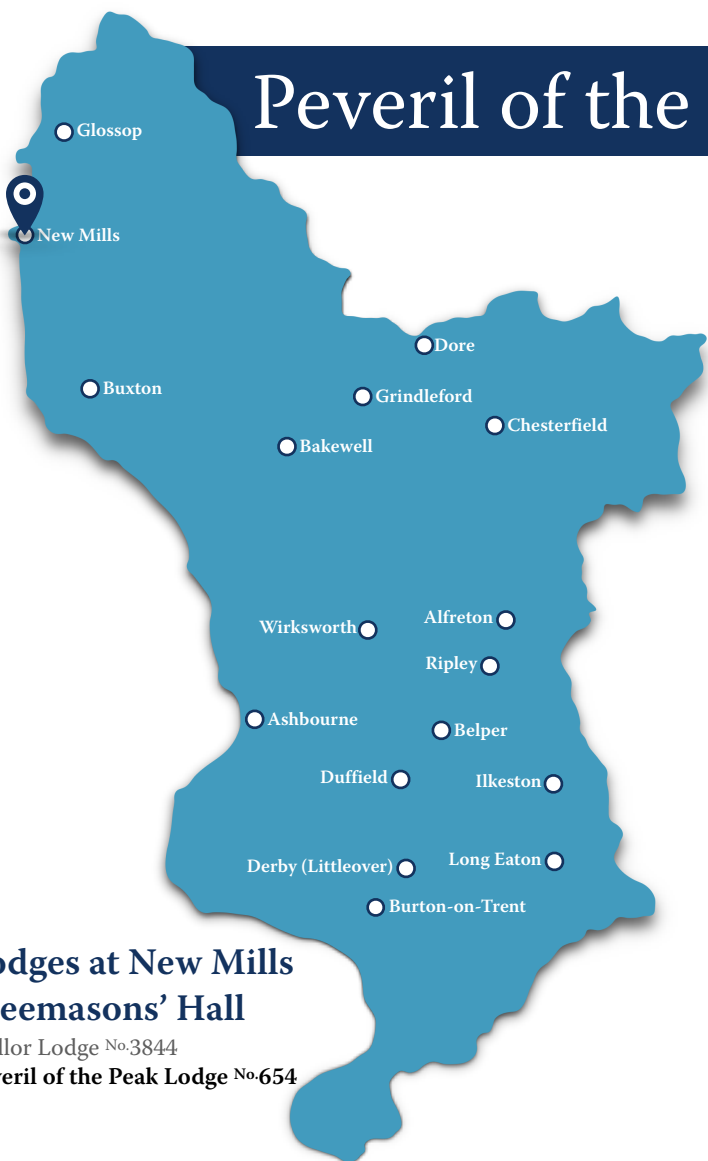 Peveril of the
Glossop
New Mills
Dore
Buxton
Grindleford
Chesterfield
Bakewell
Alfreton
Wirksworth
Ripley
Ashbourne
Belper
Duffield
Ilkeston
Long Eaton
Derby (Littleover)
Burton-on-Trent
odges at New Mills
eemasons’ Hall
llor Lodge No.3844
veril of the Peak Lodge No.654